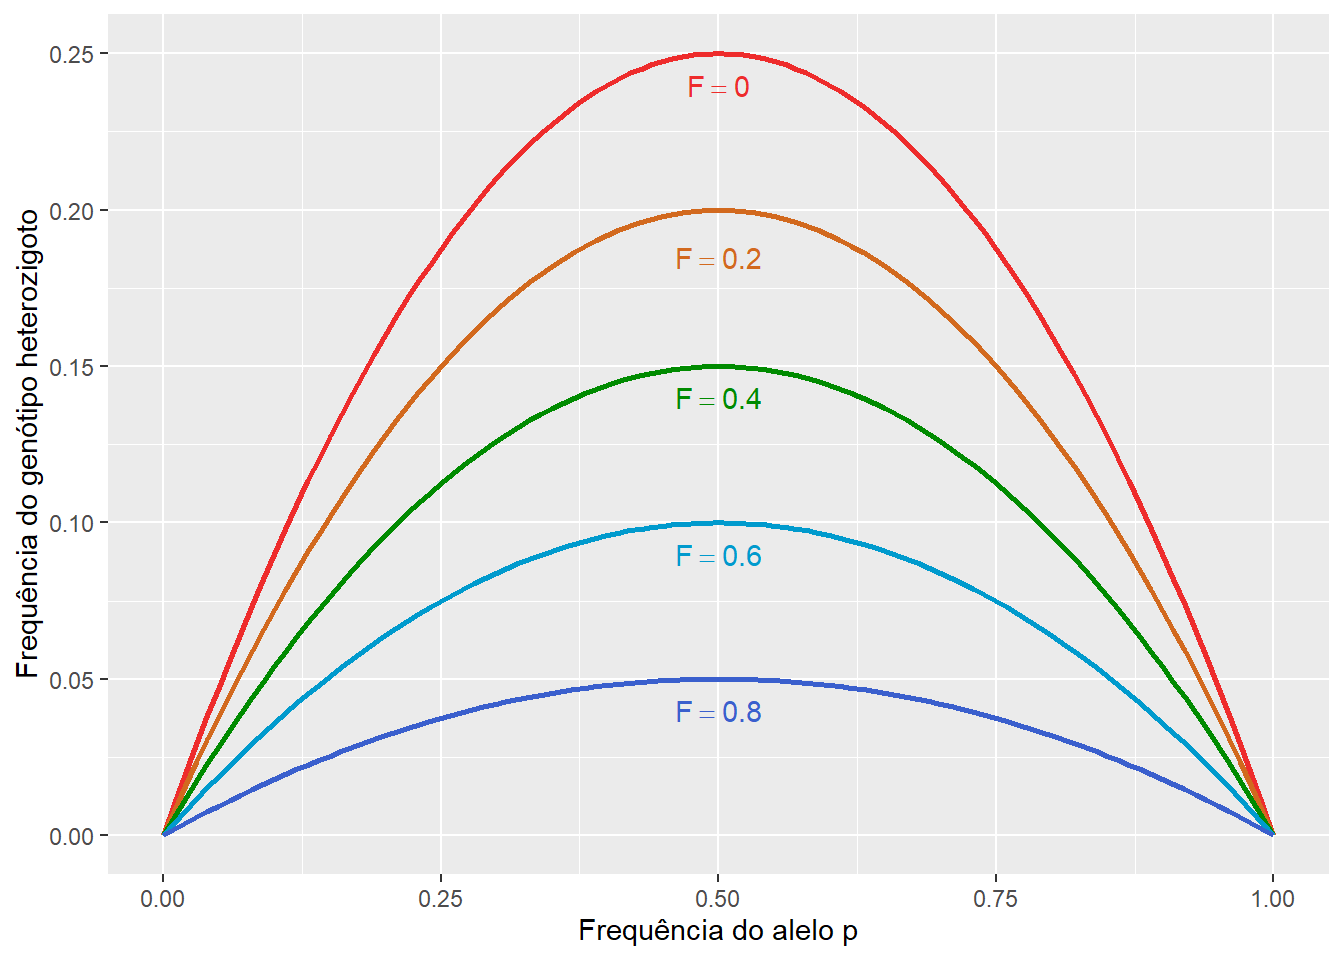 0.25
F = 0
0.20
F = 0.2
0.15
F = 0.4
0.10
F = 0.6
0.05
F = 0.8
0.00
Frequência do genótipo heterozigoto
0.00 0.25 0.50 0.75 1.00
Frequência do alelo p